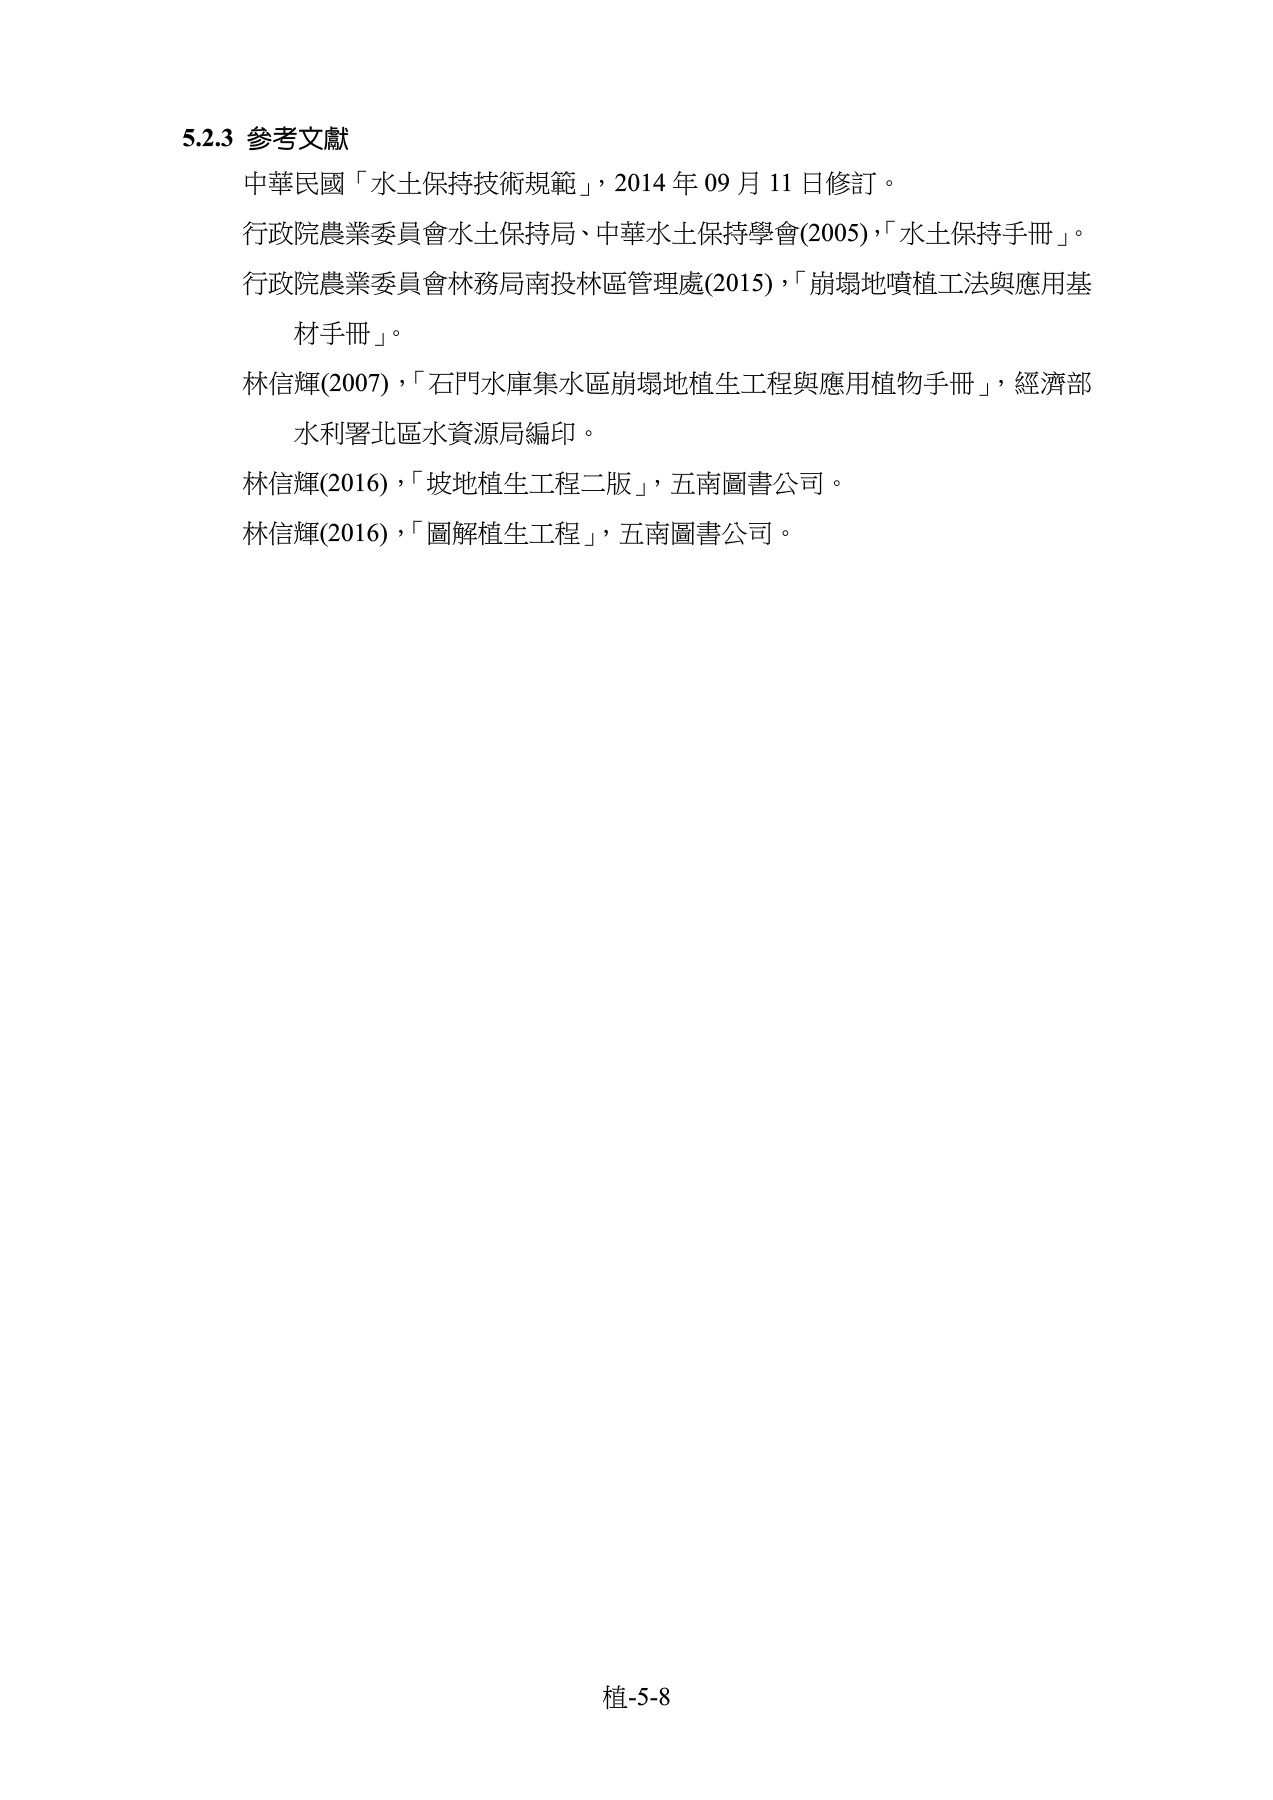 5.2.3 參考文獻
中華民國「水土保持技術規範」，2014 年 09 月 11 日修訂。
行政院農業委員會水土保持局、中華水土保持學會(2005)，「水土保持手冊」。
行政院農業委員會林務局南投林區管理處(2015)，「崩塌地噴植工法與應用基
材手冊」。
林信輝(2007)，「石門水庫集水區崩塌地植生工程與應用植物手冊」，經濟部
水利署北區水資源局編印。
林信輝(2016)，「坡地植生工程二版」，五南圖書公司。
林信輝(2016)，「圖解植生工程」，五南圖書公司。
植-5-8